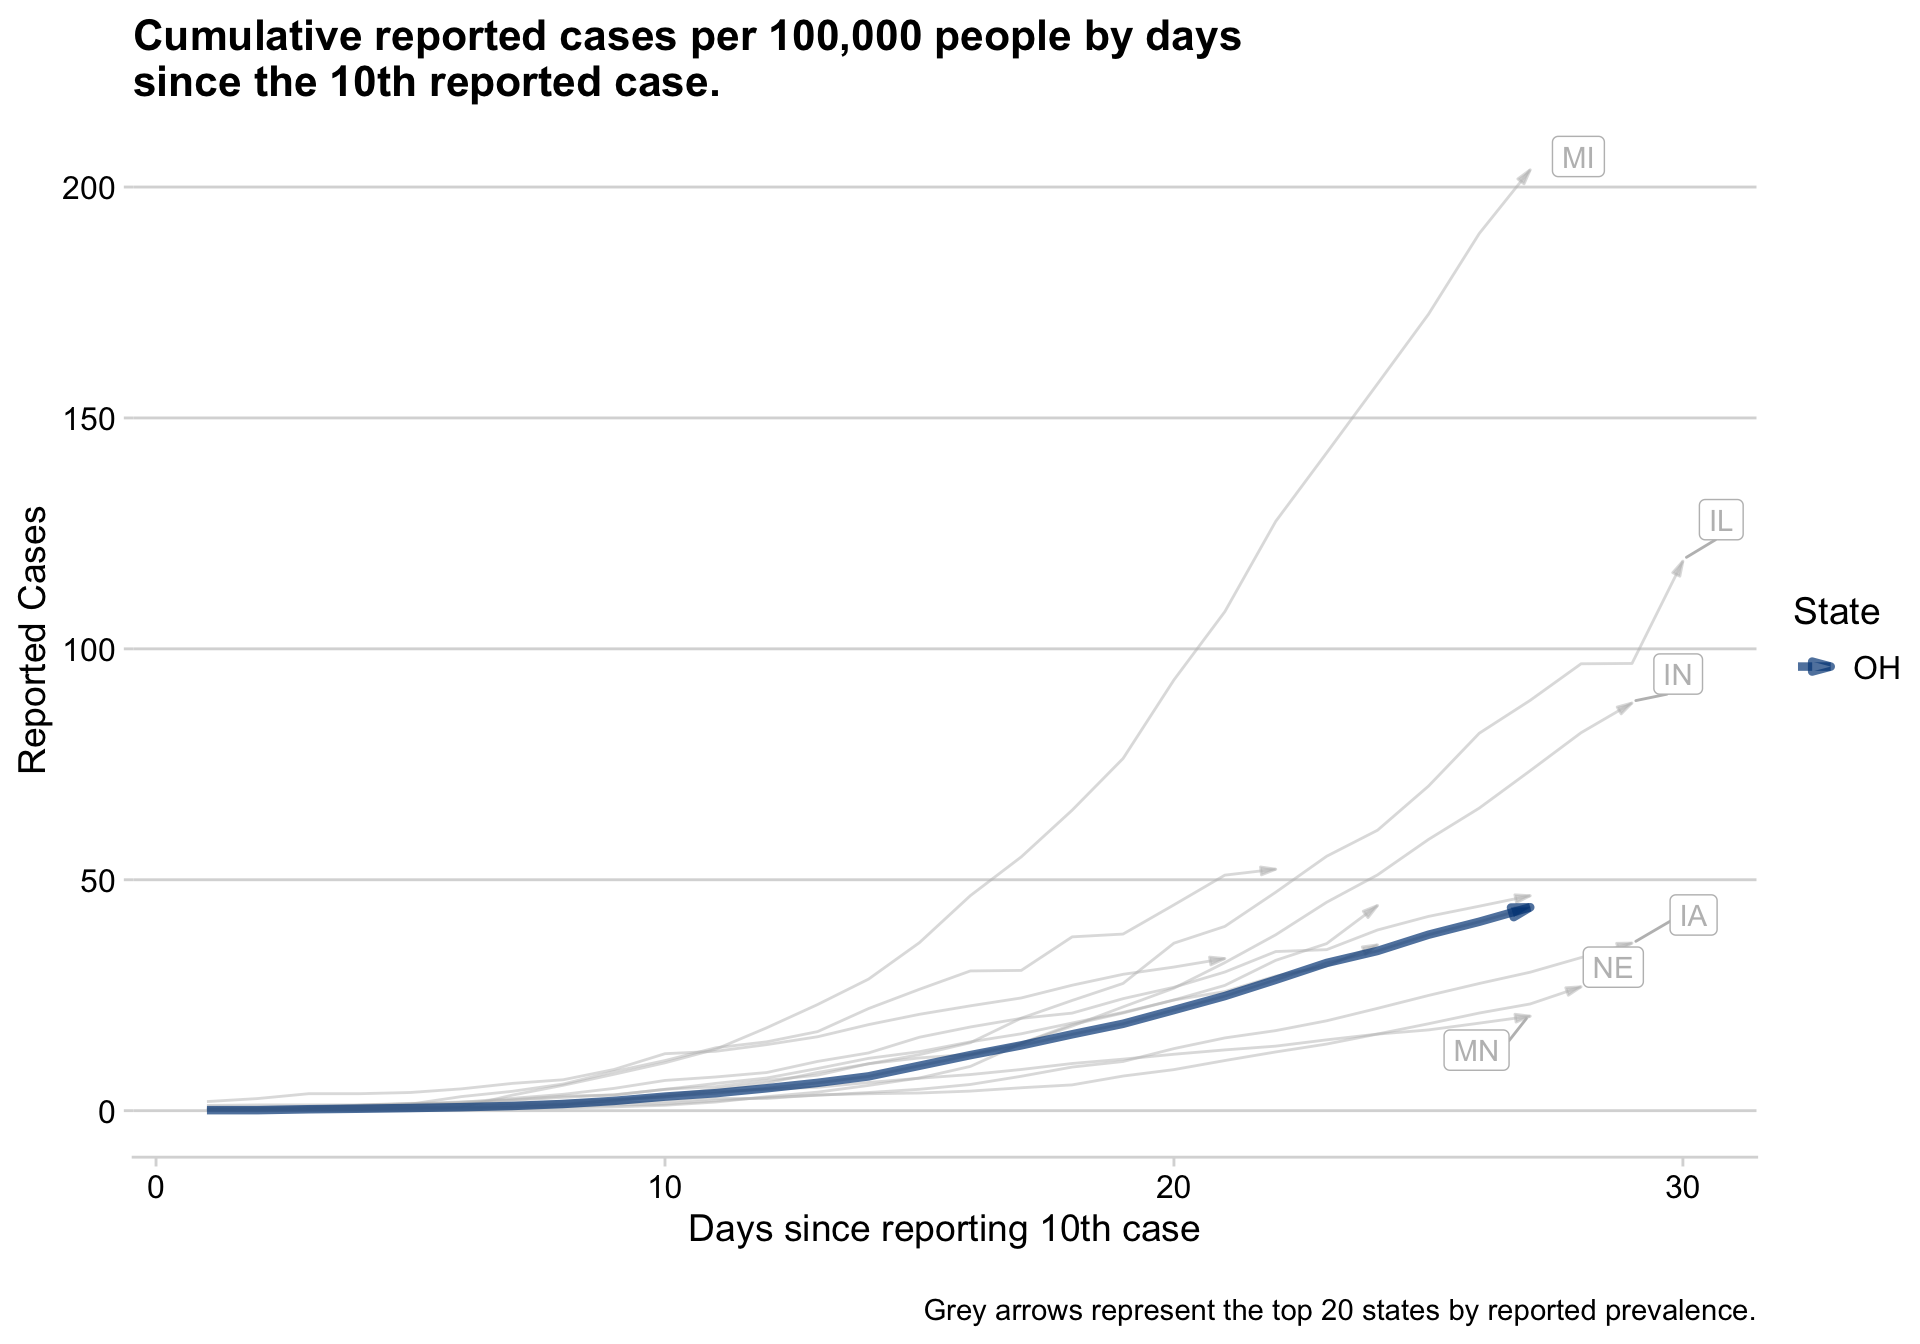 Cumulative reported cases per 100,000 people by days
since the 10th reported case.
MI
200
150
IL
Reported Cases
State
100
IN
OH
50
IA
NE
MN
0
0 10 20 30
Days since reporting 10th case
Grey arrows represent the top 20 states by reported prevalence.